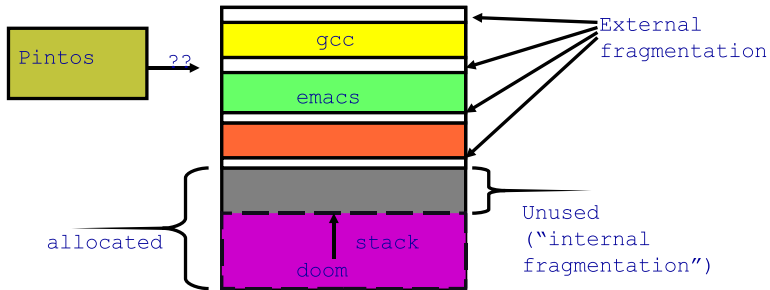 External
fragmentation
gcc
Pintos
??
emacs
Unused
(“internal
fragmentation”)
allocated
stack
doom